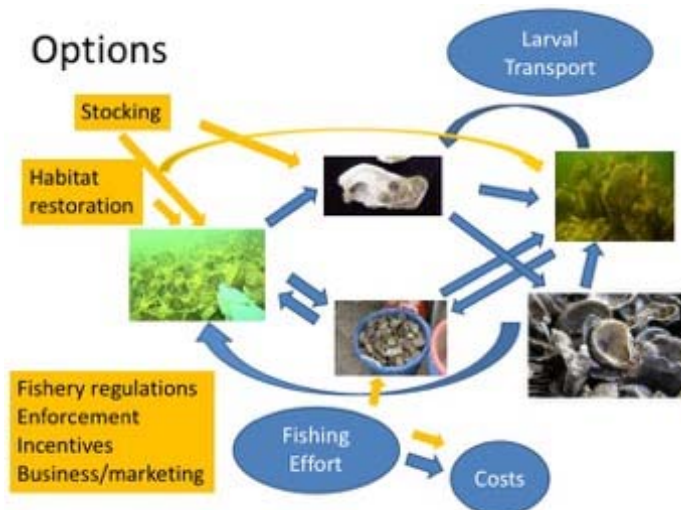 Options
Larval
Transport
Stocking
Habitat
restoration
Fishery regulations
Enforcement
Incentives
Business/marketing
Fishing
Effort
Costs